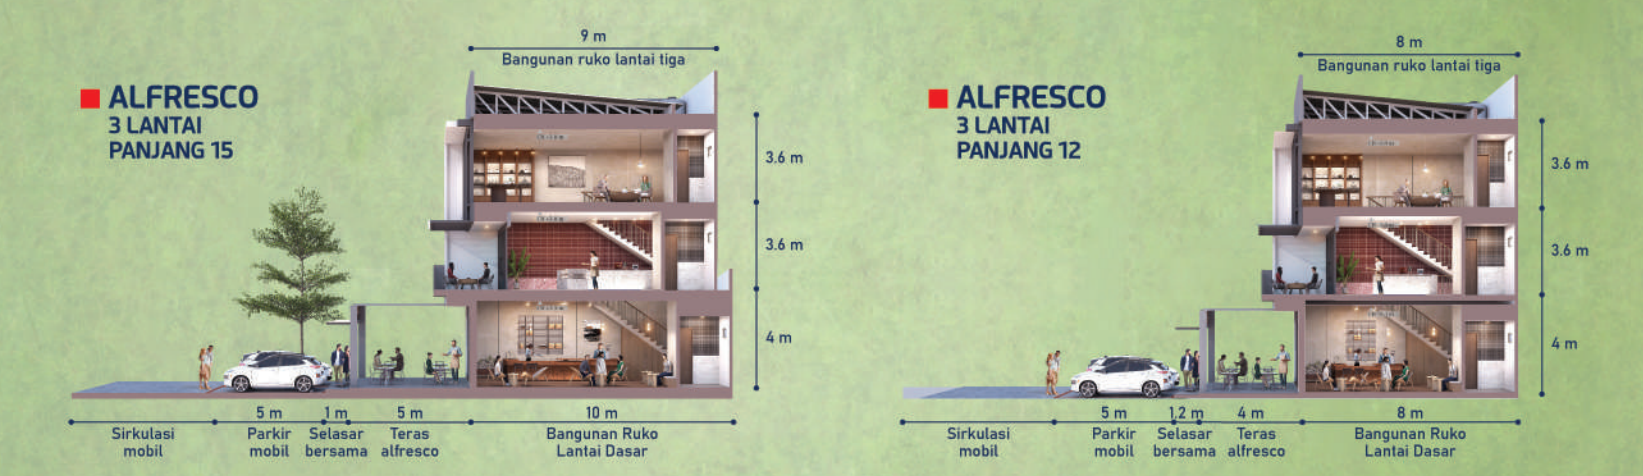 ALFRESCO
3 LANTAI
PANJANG 15
9 m
Bangunan ruko lantai tiga
3.6 m
3.6 m
4 m
5 m
1 m
5 m
10 m
Sirkulasi
mobil
Parkir
mobil
Selasar
bersama
Teras
alfresco
Bangunan Ruko
Lantai Dasar
ALFRESCO
3 LANTAI
PANJANG 12
8 m
Bangunan ruko lantai tiga
3.6 m
3.6 m
4 m
5 m
1,2 m
4 m
8 m
Sirkulasi
mobil
Parkir
mobil
Selasar
bersama
Teras
alfresco
Bangunan Ruko
Lantai Dasar